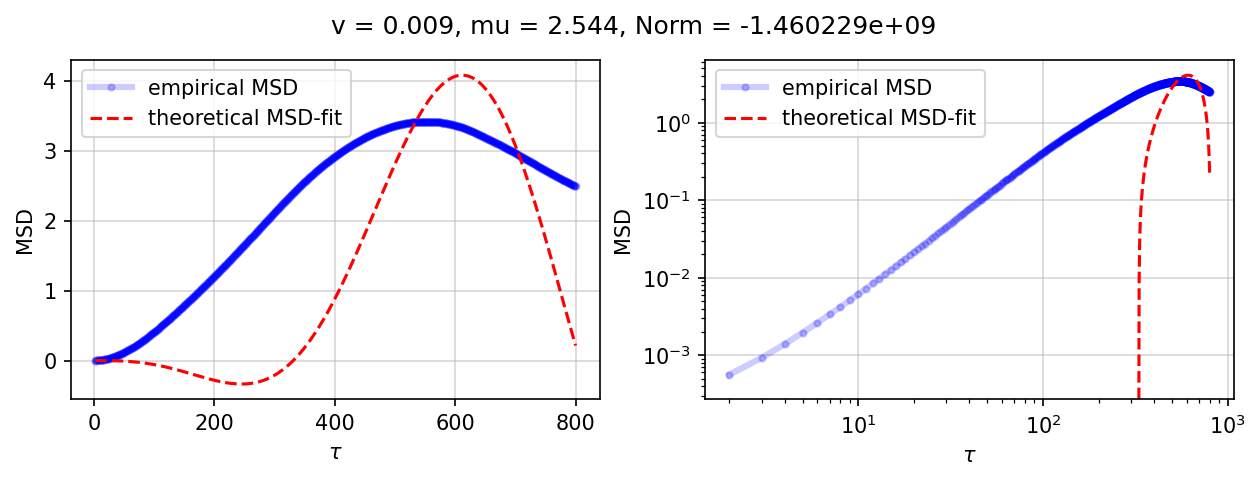 v = 0.009, mu = 2.544, Norm = -1.460229e+09
empirical MSD
theoretical MSD-fit
MSD
4
3
2
1
0
0 200 400 600 800
τ
empirical MSD
theoretical MSD-fit
MSD
10⁰
10⁻¹
10⁻²
10⁻³
10¹ 10² 10³
τ